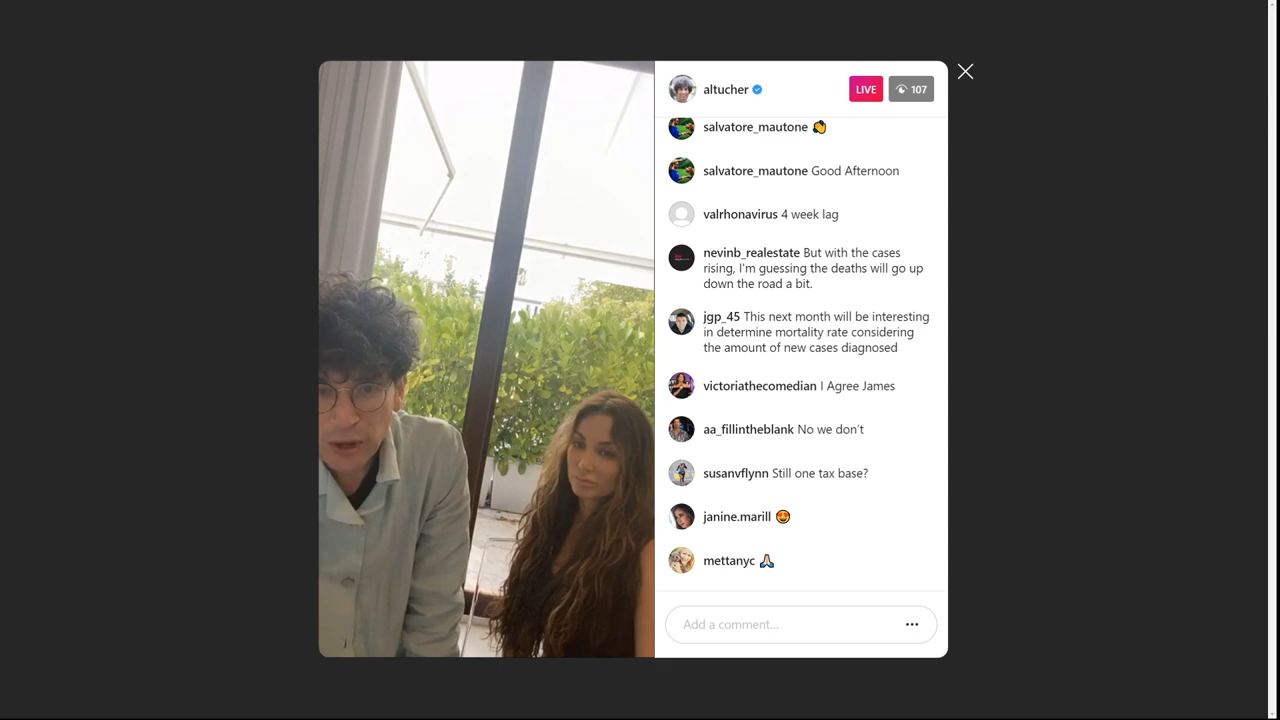 altucher
LIVE
107
salvatore_mautone 👏
salvatore_mautone Good Afternoon
valrhonavirus 4 week lag
nevinb_realestate But with the cases
rising, I'm guessing the deaths will go up
down the road a bit.
jgp_45 This next month will be interesting
in determine mortality rate considering
the amount of new cases diagnosed
victoriathecomedian I Agree James
aa_fillintheblank No we don't
susanvflynn Still one tax base?
janine.marill 😍
mettanyc 🙏🏻
Add a comment...